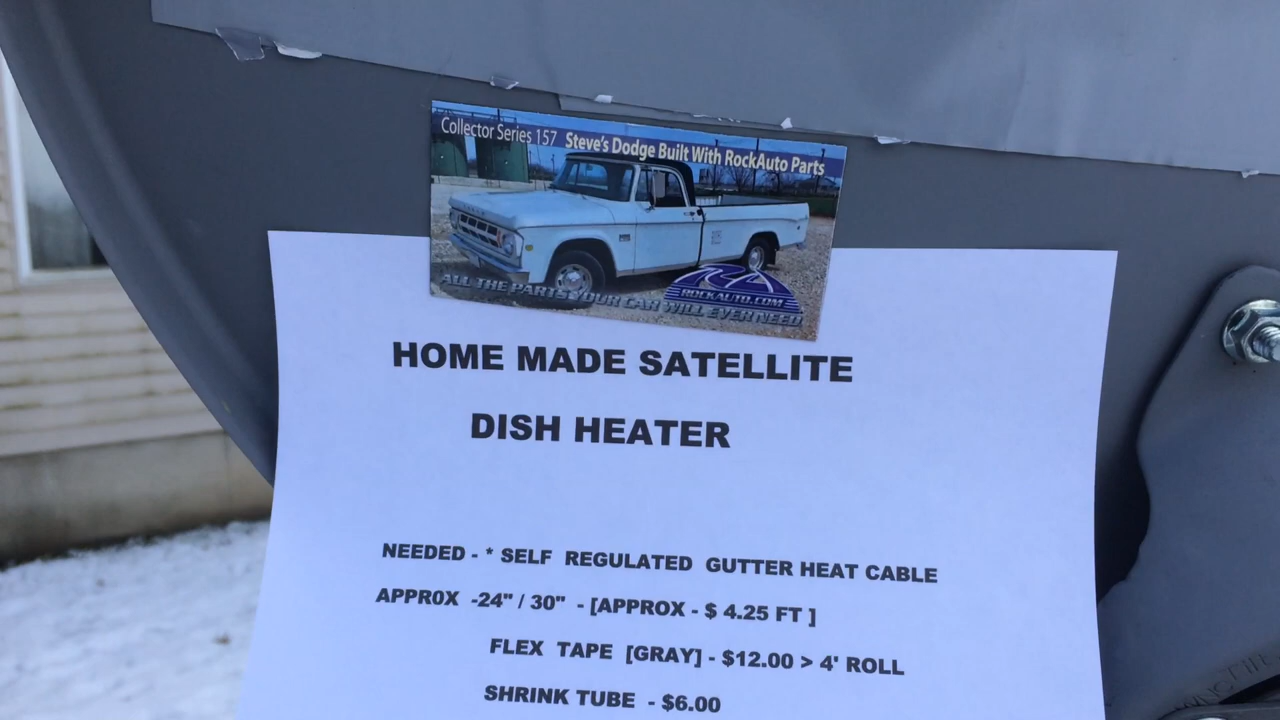 Collector Series 157 Steve's Dodge Built With RockAuto Parts
RA
ROCKAUTO.COM
ALL THE PARTS YOUR CAR WILL EVER NEED
HOME MADE SATELLITE
DISH HEATER
NEEDED - * SELF REGULATED GUTTER HEAT CABLE
APPR0X -24" / 30" - [APPROX - $ 4.25 FT ]
FLEX TAPE [GRAY] - $12.00 > 4' ROLL
SHRINK TUBE - $6.00